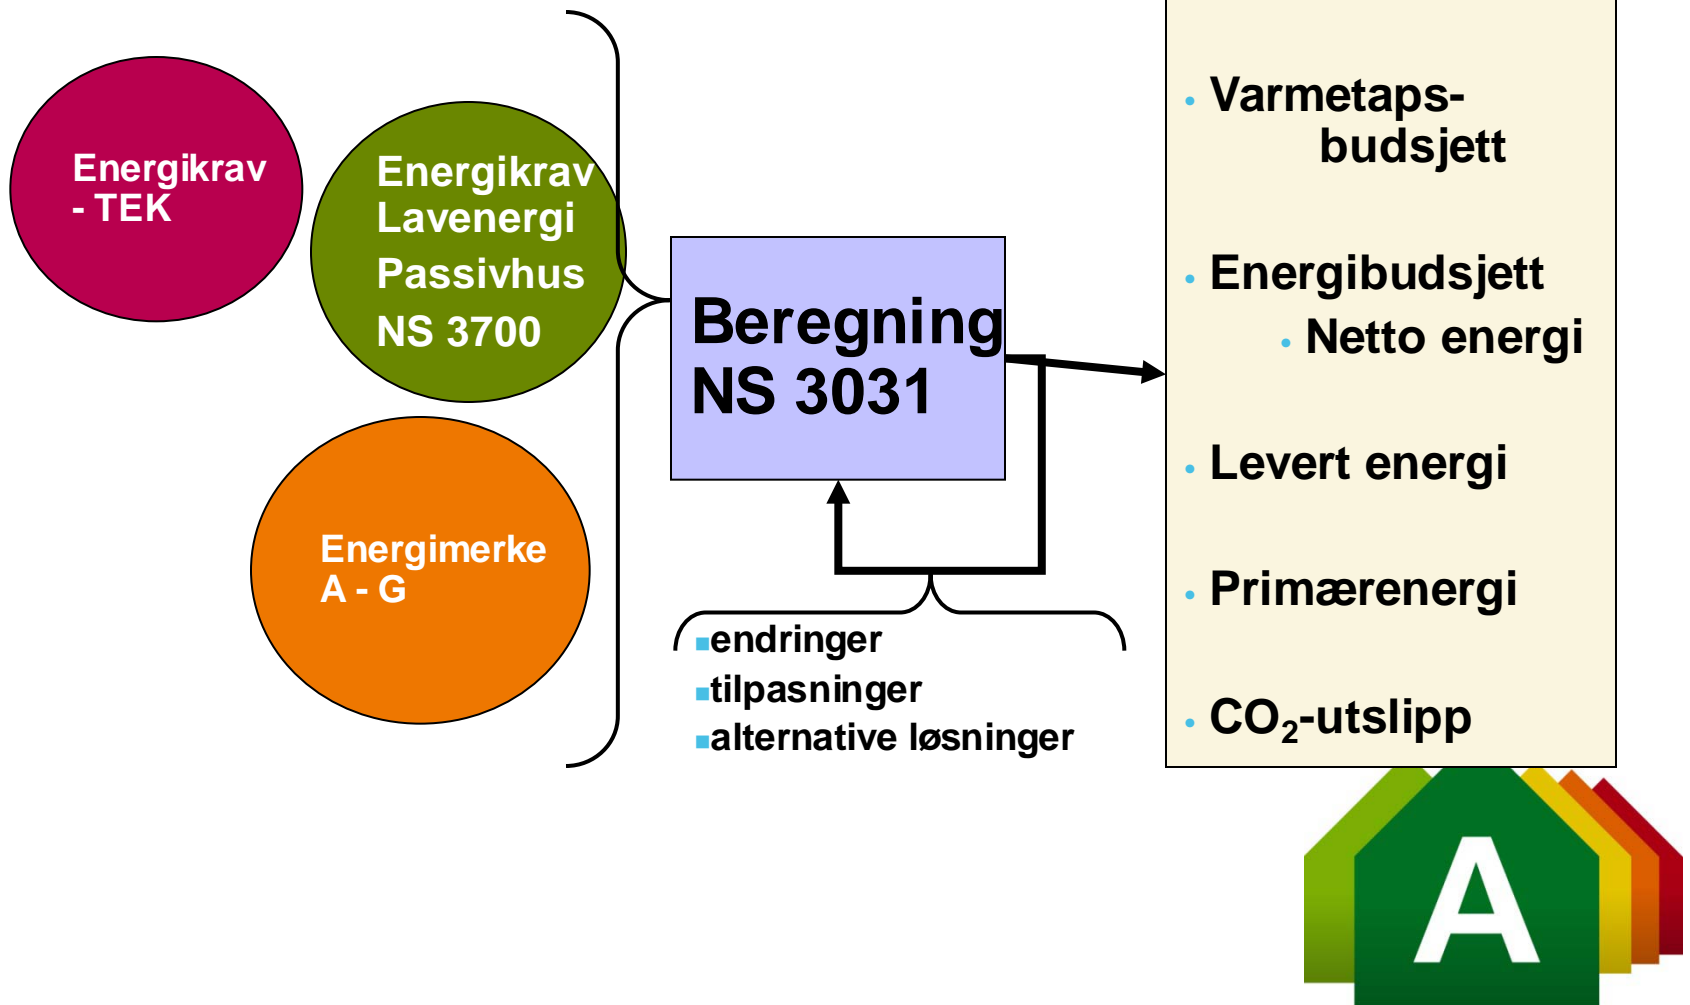 Energikrav
- TEK
Energikrav
Lavenergi
Passivhus
NS 3700
Energimerke
A - G
Beregning
NS 3031
▪endringer
▪tilpasninger
▪alternative løsninger
• Varmetaps-
budsjett
• Energibudsjett
• Netto energi
• Levert energi
• Primærenergi
• CO₂-utslipp
A